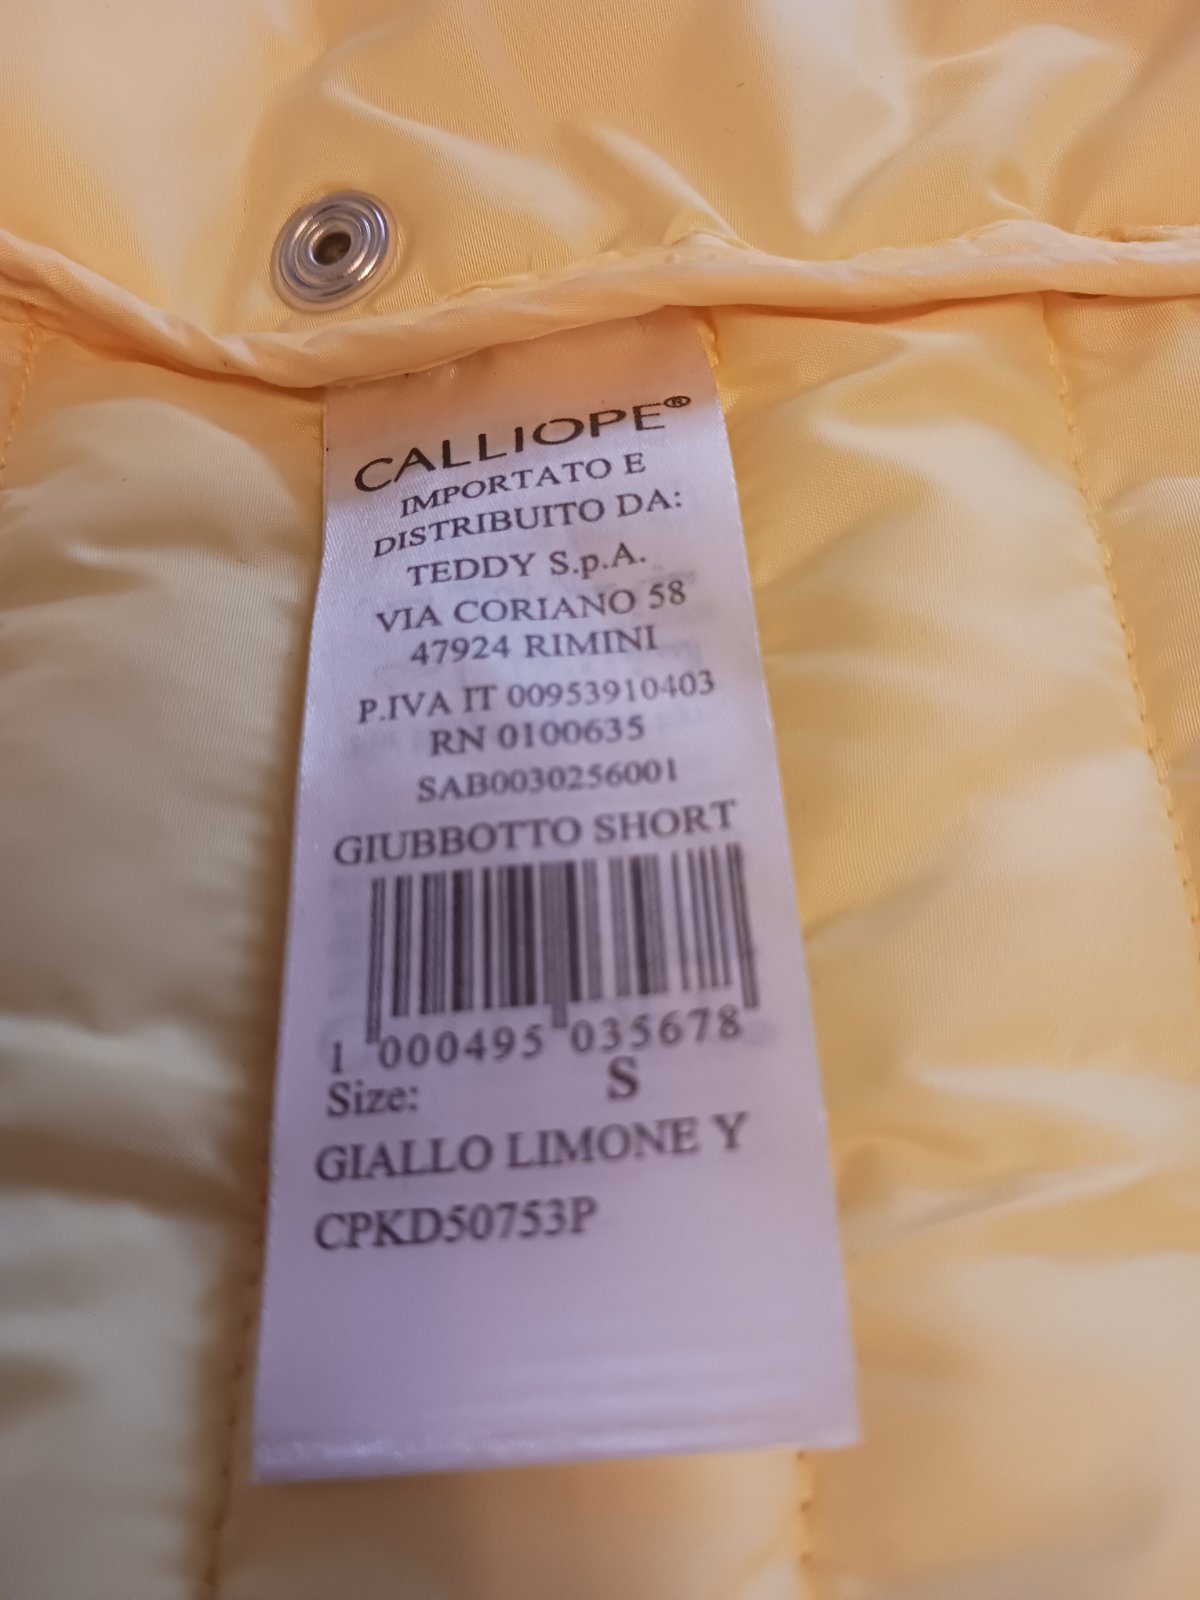 CALLIOPE®
IMPORTATO E
DISTRIBUITO DA:
TEDDY S.p.A.
VIA CORIANO 58
47924 RIMINI
P.IVA IT 00953910403
RN 0100635
SAB0030256001
GIUBBOTTO SHORT
1 000495 035678
Size: S
GIALLO LIMONE Y
CPKD50753P